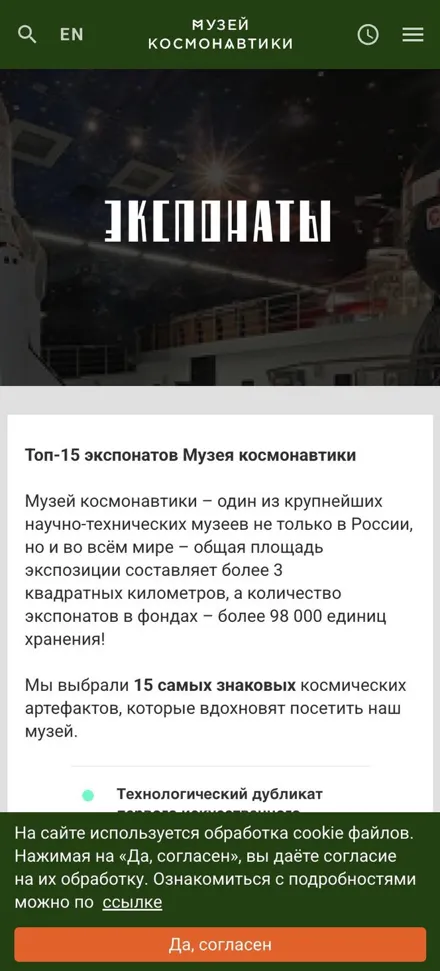 EN
МУЗЕЙ
КОСМОНАВТИКИ
ЭКСПОНАТЫ
Топ-15 экспонатов Музея космонавтики
Музей космонавтики – один из крупнейших
научно-технических музеев не только в России,
но и во всём мире – общая площадь
экспозиции составляет более 3
квадратных километров, а количество
экспонатов в фондах – более 98 000 единиц
хранения!
Мы выбрали 15 самых знаковых космических
артефактов, которые вдохновят посетить наш
музей.
Технологический дубликат
первого искусственного
На сайте используется обработка cookie файлов.
Нажимая на «Да, согласен», вы даёте согласие
на их обработку. Ознакомиться с подробностями
можно по ссылке
Да, согласен